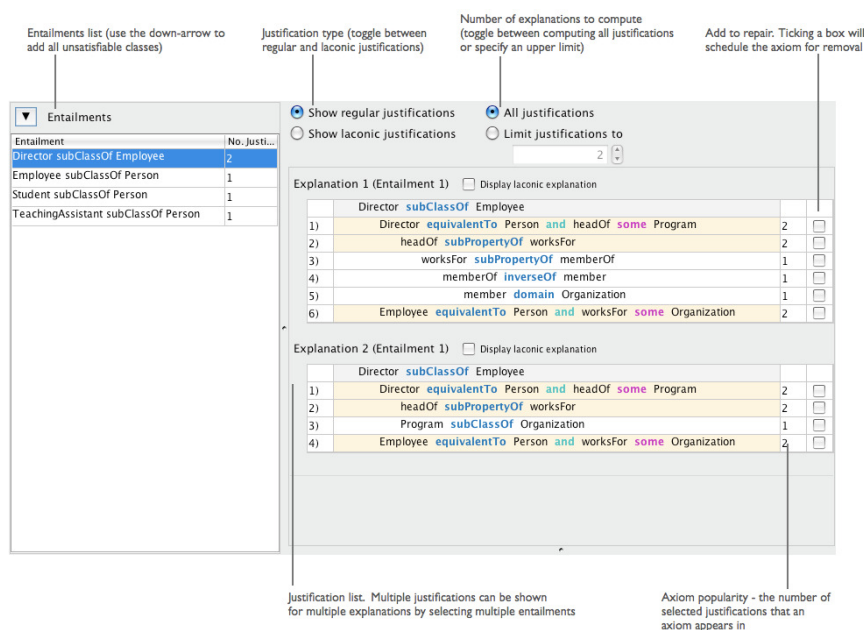 Number of explanations to compute
Entailments list (use the down-arrow to
Justification type (toggle between
(toggle between computing all justifications
Add to repair. Ticking a box will
add all unsatisfiable classes)
regular and laconic justifications)
or specify an upper limit)
schedule the axiom for removal
▼ Entailments
Entailment No. Justi...
Director subClassOf Employee 2
Employee subClassOf Person 1
Student subClassOf Person 1
TeachingAssistant subClassOf Person 1
Show regular justifications All justifications
Show laconic justifications Limit justifications to
2
Explanation 1 (Entailment 1) Display laconic explanation
Director subClassOf Employee
1) Director equivalentTo Person and headOf some Program 2
2) headOf subPropertyOf worksFor 2
3) worksFor subPropertyOf memberOf 1
4) memberOf inverseOf member 1
5) member domain Organization 1
6) Employee equivalentTo Person and worksFor some Organization 2
Explanation 2 (Entailment 1) Display laconic explanation
Director subClassOf Employee
1) Director equivalentTo Person and headOf some Program 2
2) headOf subPropertyOf worksFor 2
3) Program subClassOf Organization 1
4) Employee equivalentTo Person and worksFor some Organization 2
Justification list. Multiple justifications can be shown
for multiple explanations by selecting multiple entailments
Axiom popularity - the number of
selected justifications that an
axiom appears in